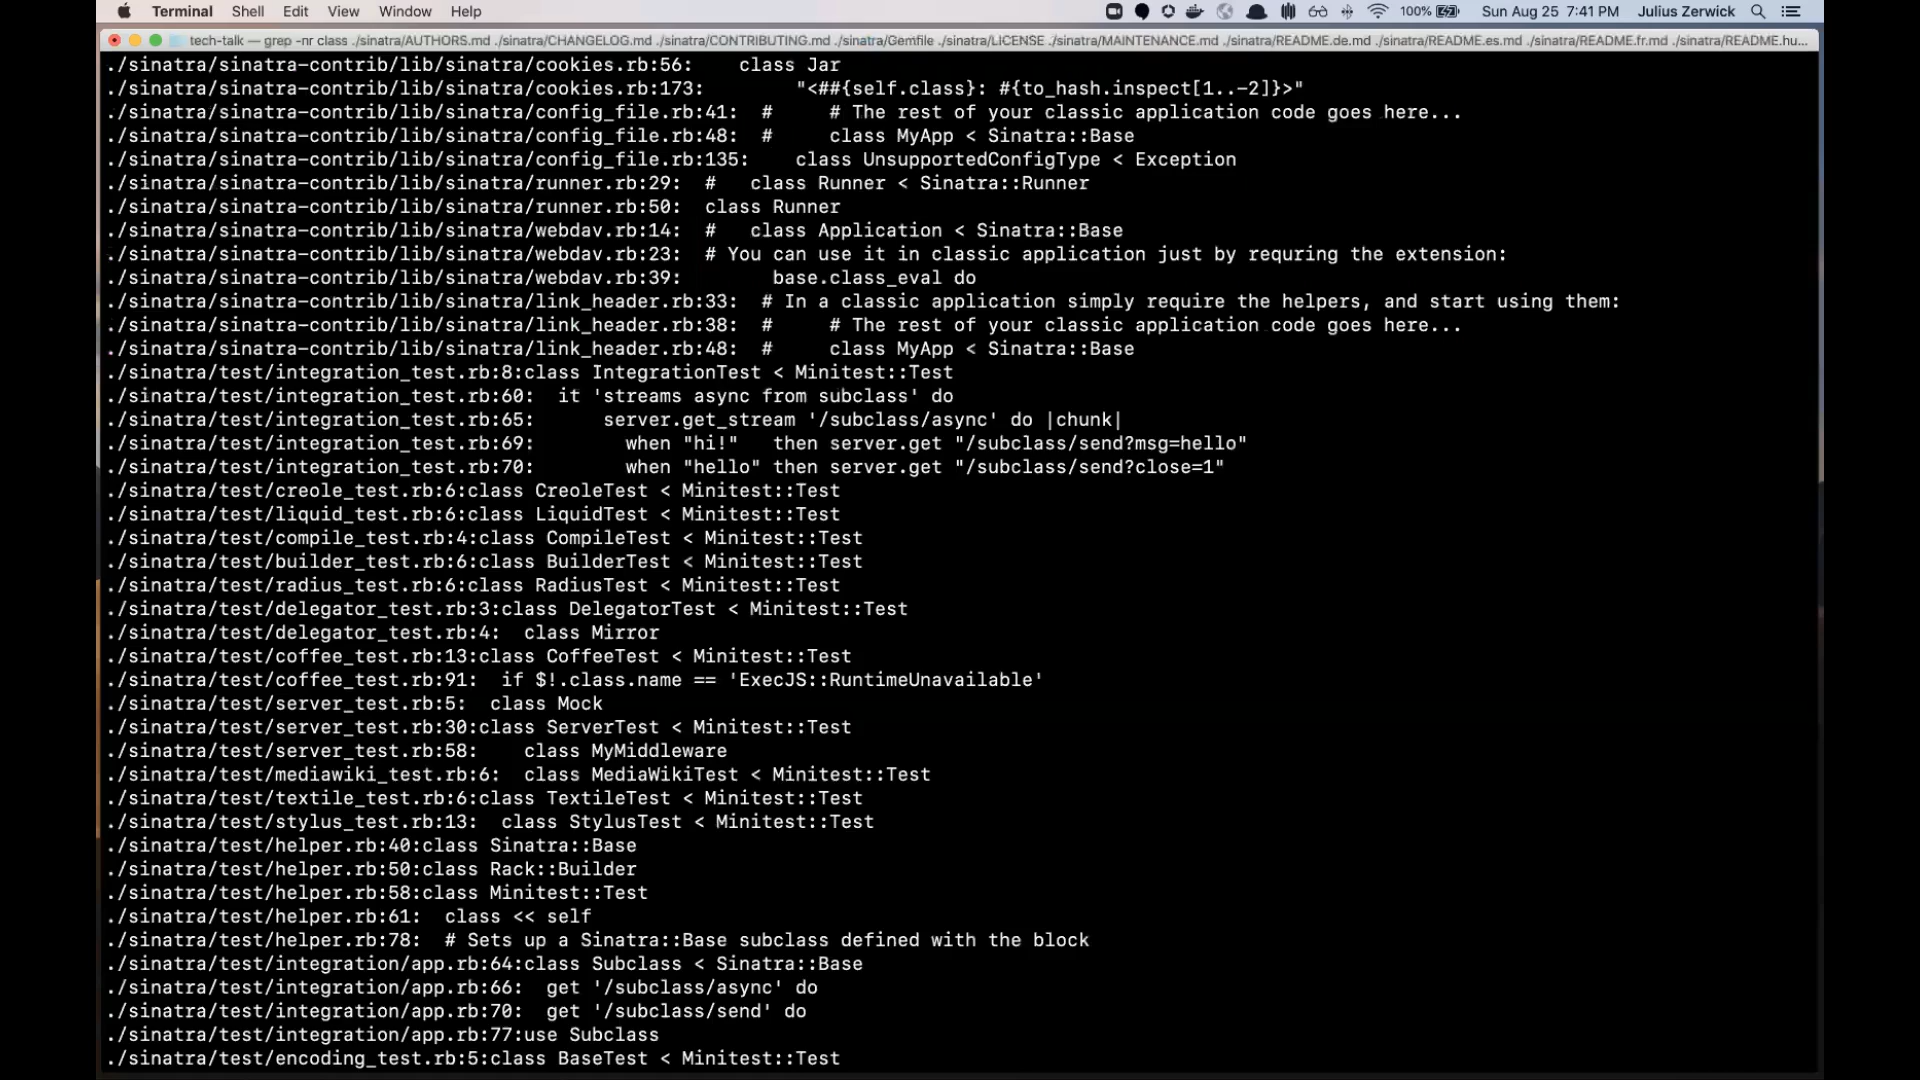 Terminal Shell Edit View Window Help 100% Sun Aug 25 7:41 PM Julius Zerwick
tech-talk — grep -nr class ./sinatra/AUTHORS.md ./sinatra/CHANGELOG.md ./sinatra/CONTRIBUTING.md ./sinatra/Gemfile ./sinatra/LICENSE ./sinatra/MAINTENANCE.md ./sinatra/README.de.md ./sinatra/README.es.md ./sinatra/README.fr.md ./sinatra/README.hu...
./sinatra/sinatra-contrib/lib/sinatra/cookies.rb:56:    class Jar
./sinatra/sinatra-contrib/lib/sinatra/cookies.rb:173:      "<##{self.class}: #{to_hash.inspect[1..-2]}>"
./sinatra/sinatra-contrib/lib/sinatra/config_file.rb:41:  #     # The rest of your classic application code goes here...
./sinatra/sinatra-contrib/lib/sinatra/config_file.rb:48:  #     class MyApp < Sinatra::Base
./sinatra/sinatra-contrib/lib/sinatra/config_file.rb:135:    class UnsupportedConfigType < Exception
./sinatra/sinatra-contrib/lib/sinatra/runner.rb:29:  #   class Runner < Sinatra::Runner
./sinatra/sinatra-contrib/lib/sinatra/runner.rb:50:  class Runner
./sinatra/sinatra-contrib/lib/sinatra/webdav.rb:14:  #   class Application < Sinatra::Base
./sinatra/sinatra-contrib/lib/sinatra/webdav.rb:23:  # You can use it in classic application just by requring the extension:
./sinatra/sinatra-contrib/lib/sinatra/webdav.rb:39:        base.class_eval do
./sinatra/sinatra-contrib/lib/sinatra/link_header.rb:33:  # In a classic application simply require the helpers, and start using them:
./sinatra/sinatra-contrib/lib/sinatra/link_header.rb:38:  #     # The rest of your classic application code goes here...
./sinatra/sinatra-contrib/lib/sinatra/link_header.rb:48:  #     class MyApp < Sinatra::Base
./sinatra/test/integration_test.rb:8:class IntegrationTest < Minitest::Test
./sinatra/test/integration_test.rb:60:  it 'streams async from subclass' do
./sinatra/test/integration_test.rb:65:      server.get_stream '/subclass/async' do |chunk|
./sinatra/test/integration_test.rb:69:        when "hi!"   then server.get "/subclass/send?msg=hello"
./sinatra/test/integration_test.rb:70:        when "hello" then server.get "/subclass/send?close=1"
./sinatra/test/creole_test.rb:6:class CreoleTest < Minitest::Test
./sinatra/test/liquid_test.rb:6:class LiquidTest < Minitest::Test
./sinatra/test/compile_test.rb:4:class CompileTest < Minitest::Test
./sinatra/test/builder_test.rb:6:class BuilderTest < Minitest::Test
./sinatra/test/radius_test.rb:6:class RadiusTest < Minitest::Test
./sinatra/test/delegator_test.rb:3:class DelegatorTest < Minitest::Test
./sinatra/test/delegator_test.rb:4:  class Mirror
./sinatra/test/coffee_test.rb:13:class CoffeeTest < Minitest::Test
./sinatra/test/coffee_test.rb:91:  if $!.class.name == 'ExecJS::RuntimeUnavailable'
./sinatra/test/server_test.rb:5:  class Mock
./sinatra/test/server_test.rb:30:class ServerTest < Minitest::Test
./sinatra/test/server_test.rb:58:    class MyMiddleware
./sinatra/test/mediawiki_test.rb:6:  class MediaWikiTest < Minitest::Test
./sinatra/test/textile_test.rb:6:class TextileTest < Minitest::Test
./sinatra/test/stylus_test.rb:13:  class StylusTest < Minitest::Test
./sinatra/test/helper.rb:40:class Sinatra::Base
./sinatra/test/helper.rb:50:class Rack::Builder
./sinatra/test/helper.rb:58:class Minitest::Test
./sinatra/test/helper.rb:61:  class << self
./sinatra/test/helper.rb:78:  # Sets up a Sinatra::Base subclass defined with the block
./sinatra/test/integration/app.rb:64:class Subclass < Sinatra::Base
./sinatra/test/integration/app.rb:66:  get '/subclass/async' do
./sinatra/test/integration/app.rb:70:  get '/subclass/send' do
./sinatra/test/integration/app.rb:77:use Subclass
./sinatra/test/encoding_test.rb:5:class BaseTest < Minitest::Test